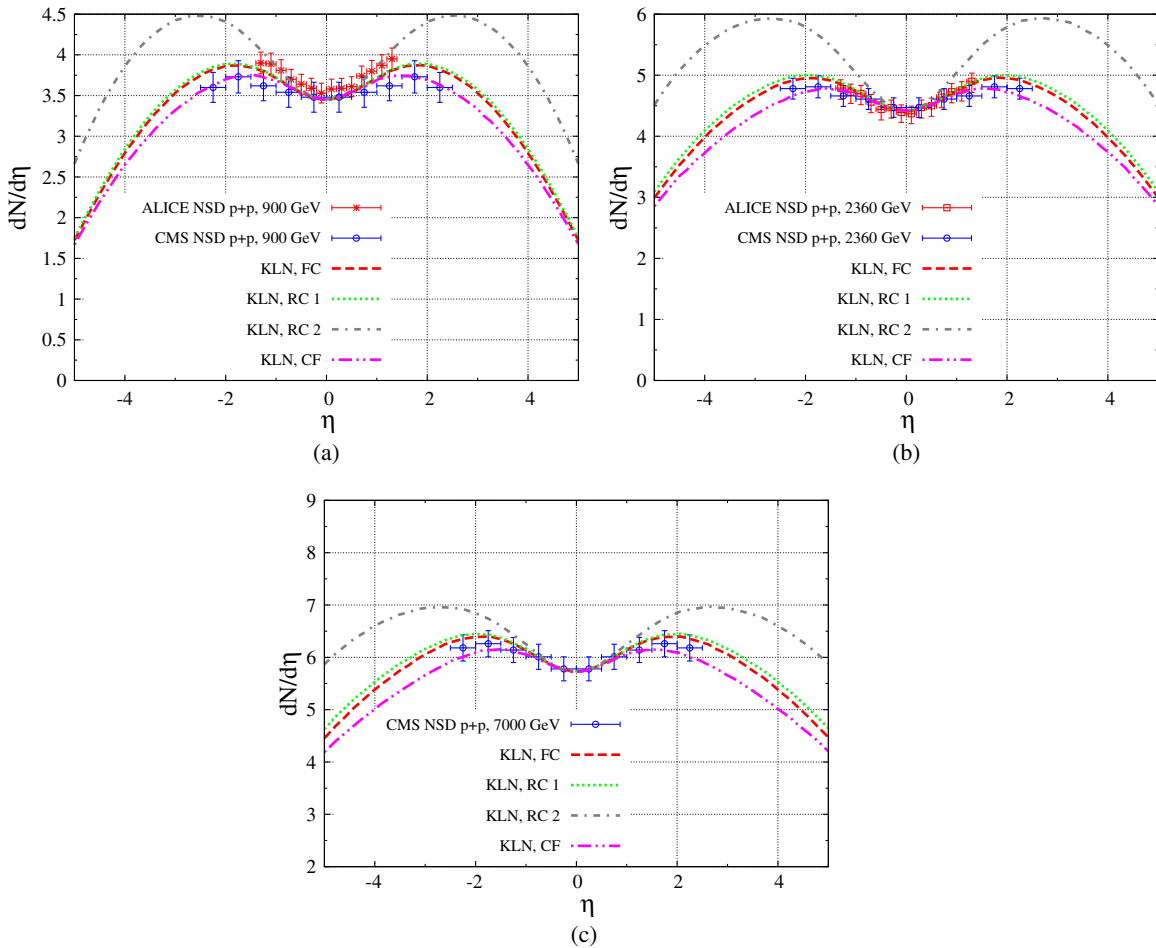 4.5
4
3.5
3
2.5
2
1.5
1
0.5
0
dN/dη
ALICE NSD p+p, 900 GeV
CMS NSD p+p, 900 GeV
KLN, FC
KLN, RC 1
KLN, RC 2
KLN, CF
-4 -2 0 2 4
η
(a)
6
5
4
3
2
1
0
dN/dη
ALICE NSD p+p, 2360 GeV
CMS NSD p+p, 2360 GeV
KLN, FC
KLN, RC 1
KLN, RC 2
KLN, CF
-4 -2 0 2 4
η
(b)
9
8
7
6
5
4
3
2
dN/dη
CMS NSD p+p, 7000 GeV
KLN, FC
KLN, RC 1
KLN, RC 2
KLN, CF
-4 -2 0 2 4
η
(c)